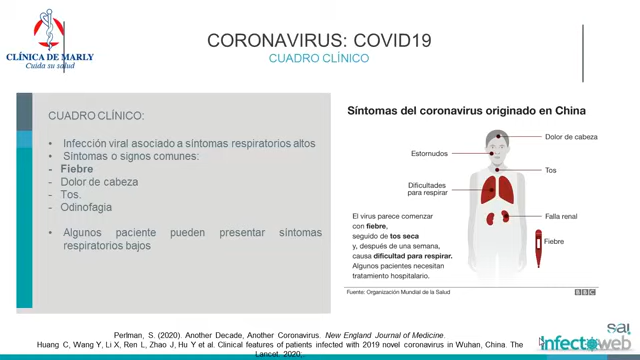 CLÍNICA DE MARLY
Cuida su salud
CORONAVIRUS: COVID19
CUADRO CLÍNICO
CUADRO CLÍNICO:
• Infección viral asociado a síntomas respiratorios altos
• Síntomas o signos comunes:
- Fiebre
- Dolor de cabeza
- Tos.
- Odinofagia
• Algunos paciente pueden presentar síntomas
respiratorios bajos
Síntomas del coronavirus originado en China
Dolor de cabeza
Estornudos
Tos
Dificultades
para respirar
Falla renal
Fiebre
El virus parece comenzar
con fiebre,
seguido de tos seca
y, después de una semana,
causa dificultad para respirar.
Algunos pacientes necesitan
tratamiento hospitalario.
Fuente: Organización Mundial de la Salud
BBC
Perlman, S. (2020). Another Decade, Another Coronavirus. New England Journal of Medicine.
Huang C, Wang Y, Li X, Ren L, Zhao J, Hu Y et al. Clinical features of patients infected with 2019 novel coronavirus in Wuhan, China. The
Lancet. 2020;.
infectoweb